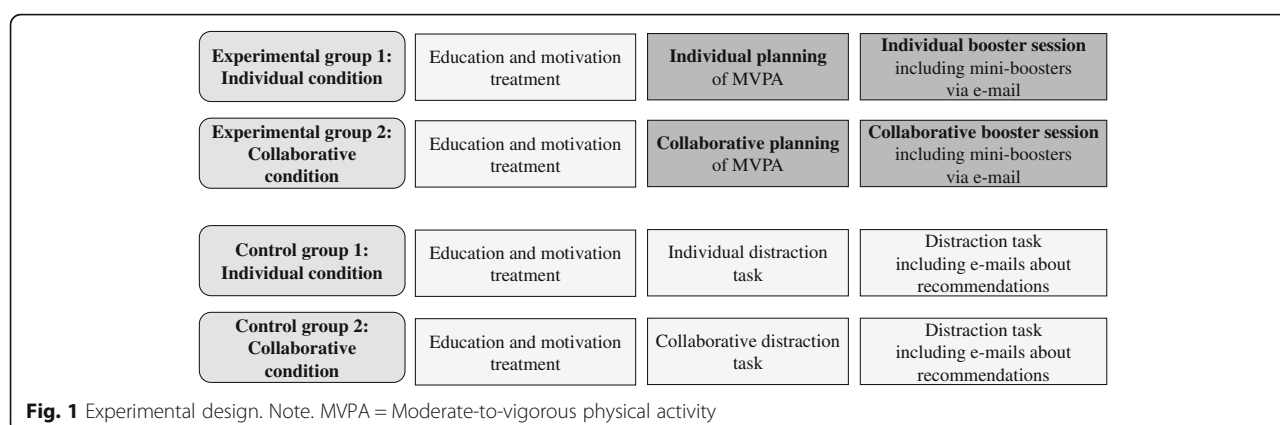 Experimental group 1:
Individual condition
Education and motivation
treatment
Individual planning
of MVPA
Individual booster session
including mini-boosters
via e-mail
Experimental group 2:
Collaborative
condition
Education and motivation
treatment
Collaborative planning
of MVPA
Collaborative booster session
including mini-boosters
via e-mail
Control group 1:
Individual condition
Education and motivation
treatment
Individual distraction
task
Distraction task
including e-mails about
recommendations
Control group 2:
Collaborative
condition
Education and motivation
treatment
Collaborative distraction
task
Distraction task
including e-mails about
recommendations
Fig. 1 Experimental design. Note. MVPA = Moderate-to-vigorous physical activity